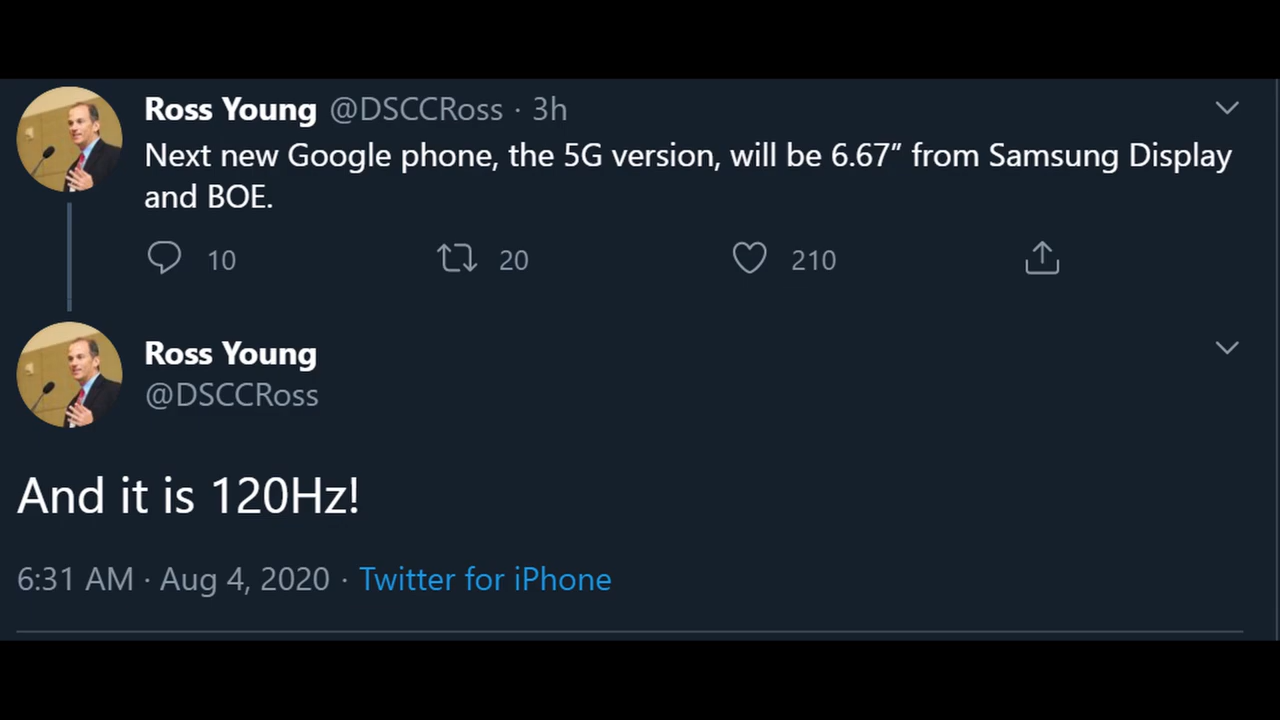 Ross Young @DSCCRoss · 3h
Next new Google phone, the 5G version, will be 6.67” from Samsung Display
and BOE.
10 20 210
Ross Young
@DSCCRoss
And it is 120Hz!
6:31 AM · Aug 4, 2020 · Twitter for iPhone